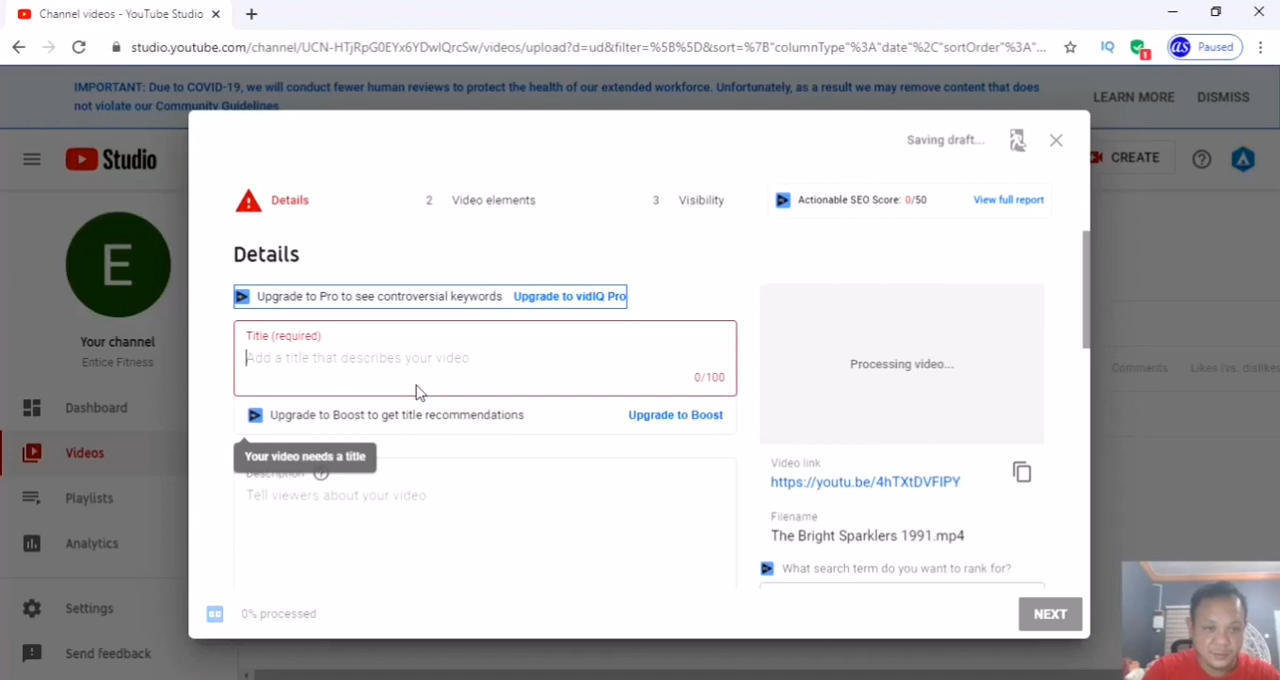 Channel videos - YouTube Studio
studio.youtube.com/channel/UCN-HTjRpG0EYx6YDwIQrcSw/videos/upload?d=ud&filter=%5B%5D&sort=%7B"columnType"%3A"date"%2C"sortOrder"%3A"...
IQ
as
Paused
IMPORTANT: Due to COVID-19, we will conduct fewer human reviews to protect the health of our extended workforce. Unfortunately, as a result we may remove content that does
not violate our Community Guidelines.
LEARN MORE
DISMISS
Studio
CREATE
Saving draft...
Details
2 Video elements
3 Visibility
Actionable SEO Score: 0/50
View full report
E
Your channel
Entice Fitness
Dashboard
Videos
Playlists
Analytics
Settings
Send feedback
Details
Upgrade to Pro to see controversial keywords Upgrade to vidIQ Pro
Title (required)
Add a title that describes your video
0/100
Upgrade to Boost to get title recommendations
Upgrade to Boost
Your video needs a title
Description
Tell viewers about your video
Processing video...
Video link
https://youtu.be/4hTXtDVFIPY
Filename
The Bright Sparklers 1991.mp4
What search term do you want to rank for?
Comments
Likes (vs. dislikes
SD
0% processed
NEXT